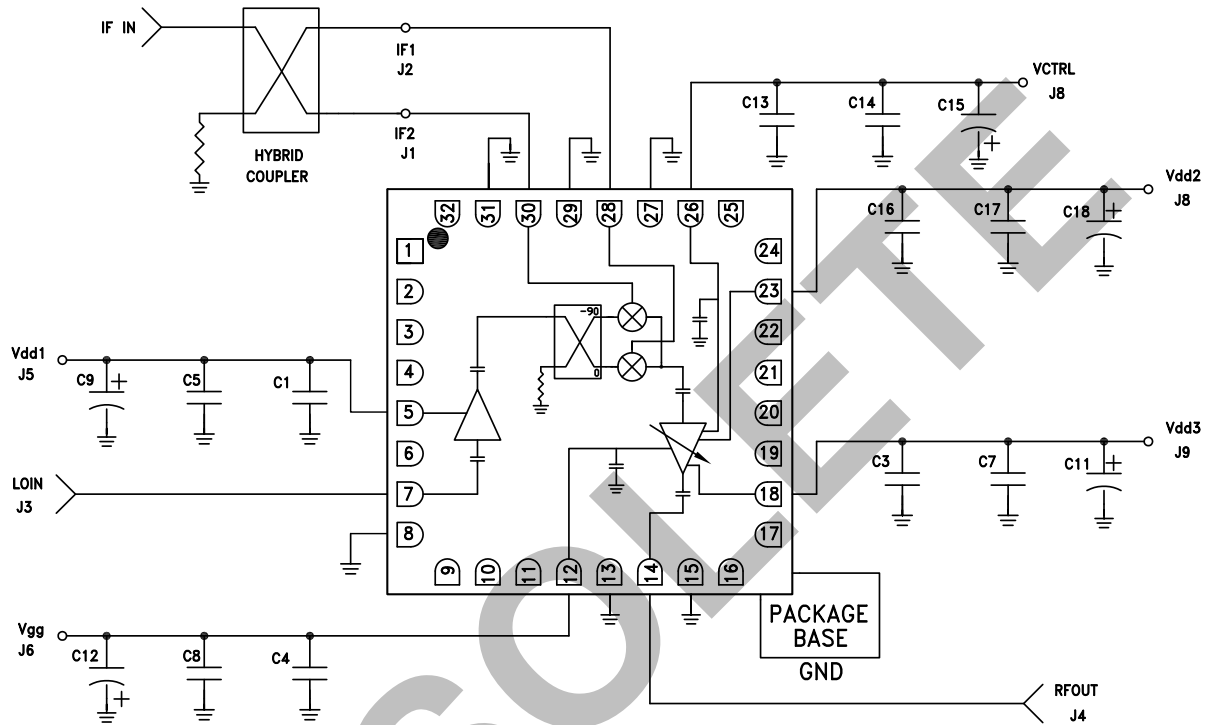 IF IN
IF1
J2
IF2
J1
HYBRID
COUPLER
C13
C14
C15
+
VCTRL
J8
Vdd2
J8
C16
C17
C18
+
32
31
30
29
28
27
26
25
1
2
3
4
5
6
7
8
24
23
22
21
20
19
18
17
-90
0
Vdd1
J5
C9
+
C5
C1
LOIN
J3
C3
C7
C11
+
Vdd3
J9
9
10
11
12
13
14
15
16
PACKAGE
BASE
GND
Vgg
J6
C12
+
C8
C4
RFOUT
J4
SOLETE